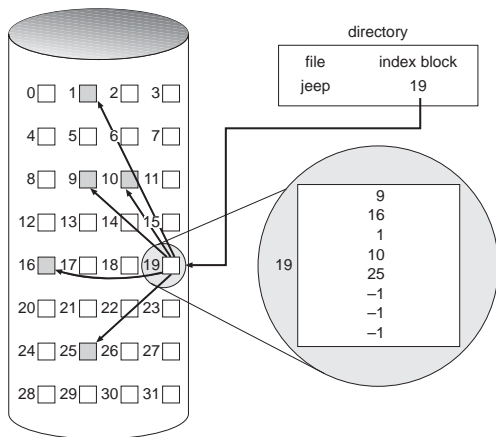 directory
file index block
jeep 19
0 1 2 3
4 5 6 7
8 9 10 11
12 13 14 15
16 17 18 19
20 21 22 23
24 25 26 27
28 29 30 31
19
9
16
1
10
25
–1
–1
–1